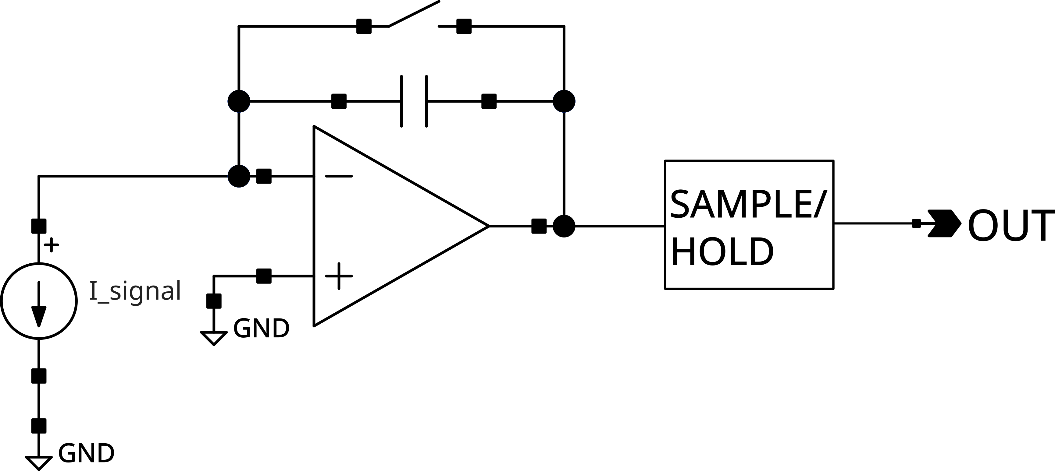 SAMPLE/
HOLD
OUT
I_signal
GND
GND